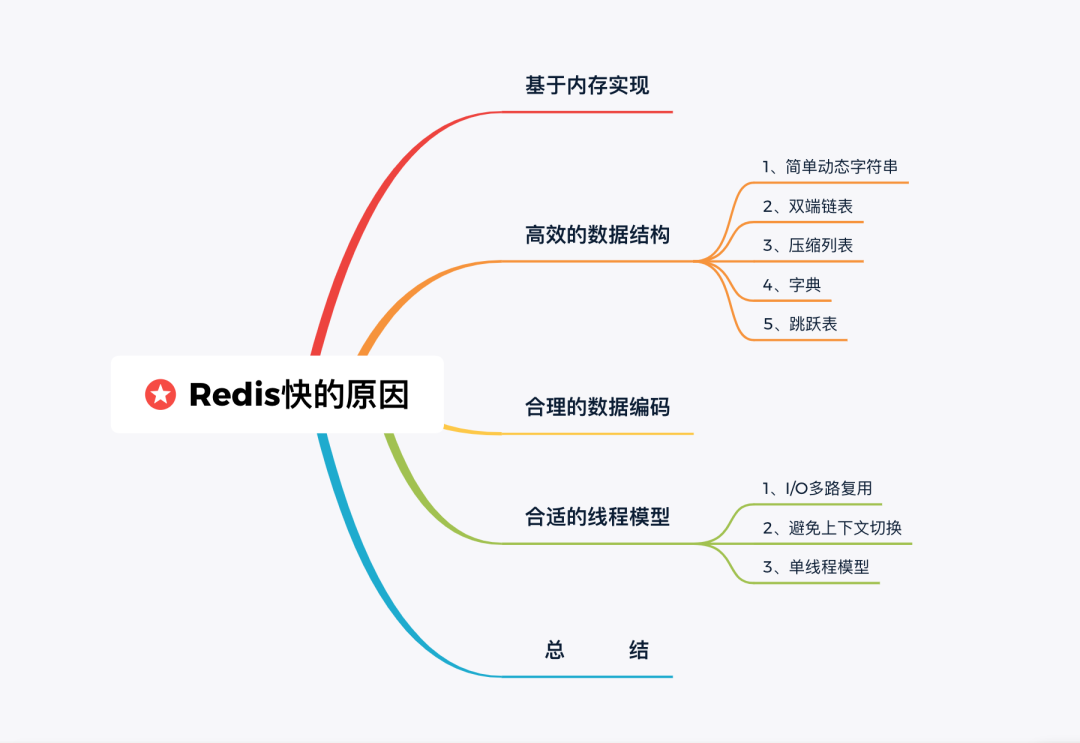 Redis快的原因
基于内存实现
高效的数据结构
1、简单动态字符串
2、双端链表
3、压缩列表
4、字典
5、跳跃表
合理的数据编码
合适的线程模型
1、I/O多路复用
2、避免上下文切换
3、单线程模型
总 结